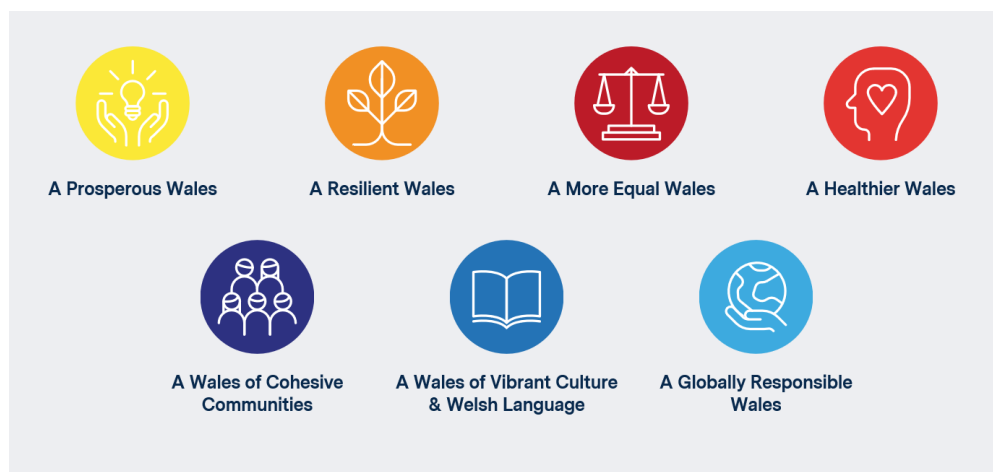 A Prosperous Wales
A Resilient Wales
A More Equal Wales
A Healthier Wales
A Wales of Cohesive
Communities
A Wales of Vibrant Culture
& Welsh Language
A Globally Responsible
Wales